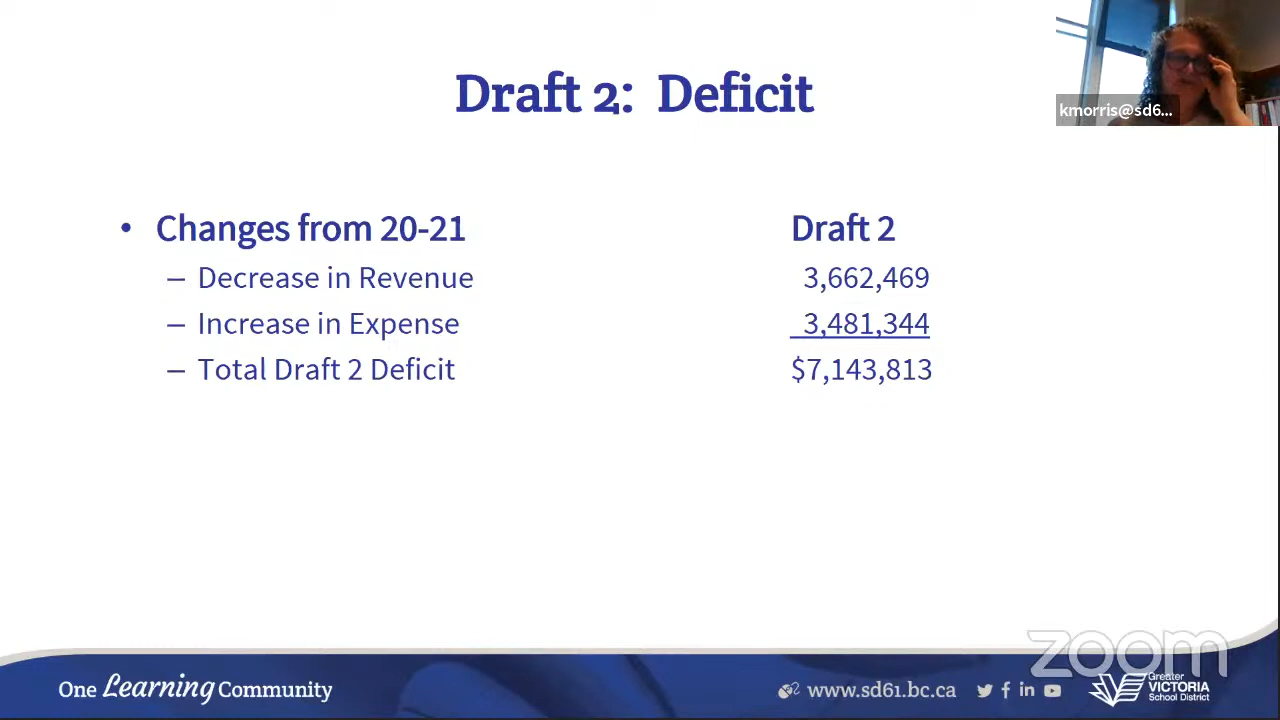 Draft 2: Deficit
kmorris@sd6...
• Changes from 20-21 Draft 2
– Decrease in Revenue 3,662,469
– Increase in Expense 3,481,344
– Total Draft 2 Deficit $7,143,813
zoom
One Learning Community
www.sd61.bc.ca
Greater
VICTORIA
School District